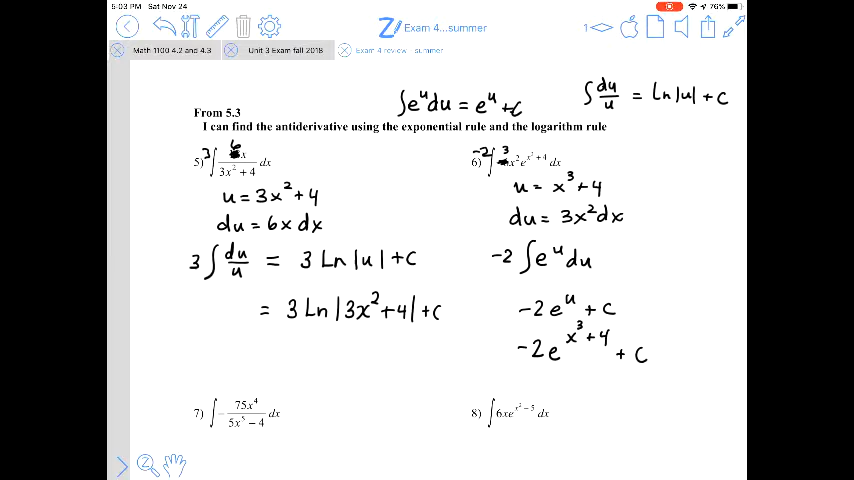 5:03 PM Sat Nov 24
76%
Exam 4...summer
1
Math 1100 4.2 and 4.3
Unit 3 Exam fall 2018
Exam 4 review - summer
∫e^u du = e^u + C
∫ du/u = Ln|u| + C
From 5.3
I can find the antiderivative using the exponential rule and the logarithm rule
5) 3 ∫ 6x/(3x² + 4) dx
u = 3x² + 4
du = 6x dx
3 ∫ du/u = 3 Ln|u| + C
= 3 Ln|3x² + 4| + C
6) -2 ∫ 3x²e^(x³ + 4) dx
u = x³ + 4
du = 3x² dx
-2 ∫ e^u du
-2e^u + C
-2e^(x³ + 4) + C
7) ∫ - 75x⁴/(5x⁵ - 4) dx
8) ∫ 6xe^(x² - 5) dx